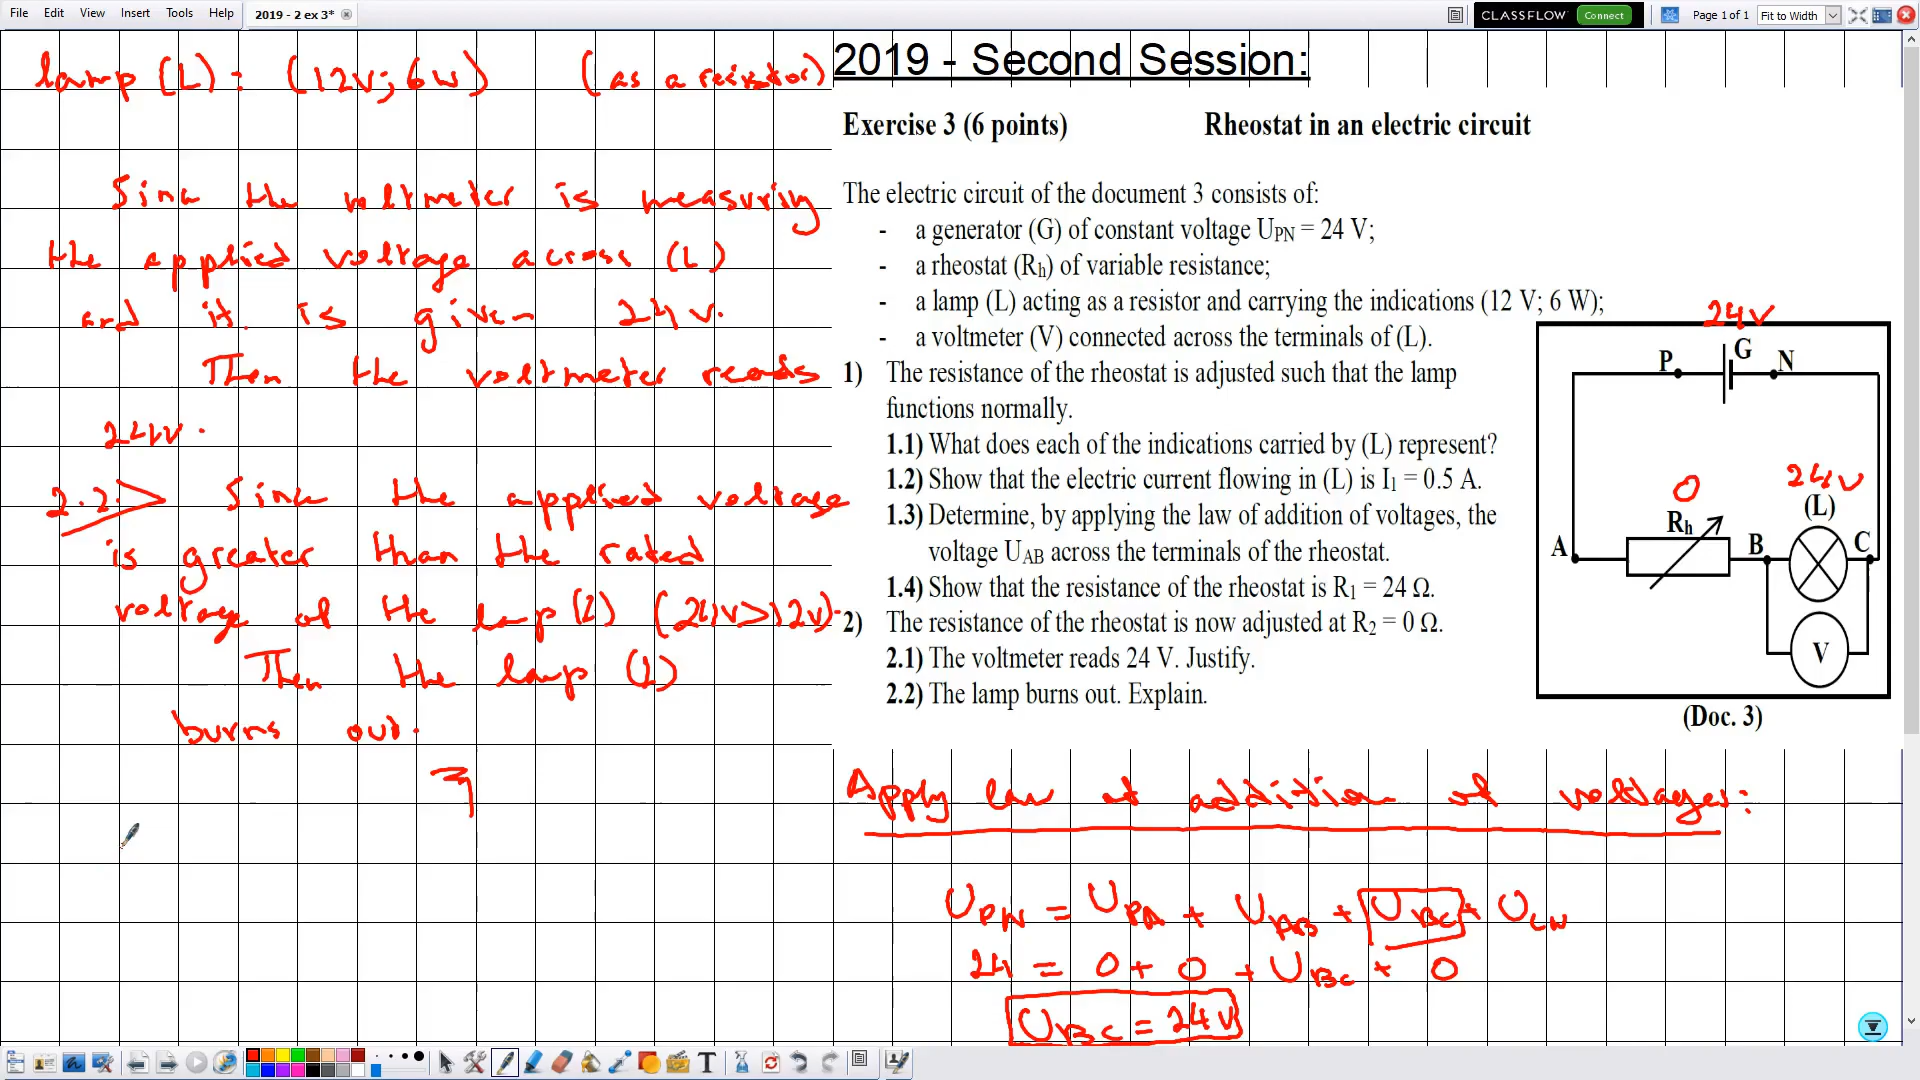 File Edit View Insert Tools Help 2019 - 2 ex 3*
CLASSFLOW Connect Page 1 of 1 Fit to Width
lamp (L) : (12V; 6W) (as a resistor)
Since the voltmeter is measuring
the applied voltage across (L)
and it is given 24V.
Then the voltmeter reads
24V.
2.2> Since the applied voltage
is greater than the rated
voltage of the lamp (L) (24V>12V).
Then the lamp (L)
burns out.
2019 - Second Session:
Exercise 3 (6 points) Rheostat in an electric circuit
The electric circuit of the document 3 consists of:
- a generator (G) of constant voltage UPN = 24 V;
- a rheostat (Rh) of variable resistance;
- a lamp (L) acting as a resistor and carrying the indications (12 V; 6 W);
- a voltmeter (V) connected across the terminals of (L).
1) The resistance of the rheostat is adjusted such that the lamp
functions normally.
1.1) What does each of the indications carried by (L) represent?
1.2) Show that the electric current flowing in (L) is I1 = 0.5 A.
1.3) Determine, by applying the law of addition of voltages, the
voltage UAB across the terminals of the rheostat.
1.4) Show that the resistance of the rheostat is R1 = 24 Ω.
2) The resistance of the rheostat is now adjusted at R2 = 0 Ω.
2.1) The voltmeter reads 24 V. Justify.
2.2) The lamp burns out. Explain.
24V
P G N
0 24V
Rh (L)
A B C
V
(Doc. 3)
Apply law of addition of voltages:
UPN = UPA + UAB + UBC + UCN
24 = 0 + 0 + UBC + 0
UBC = 24V
T